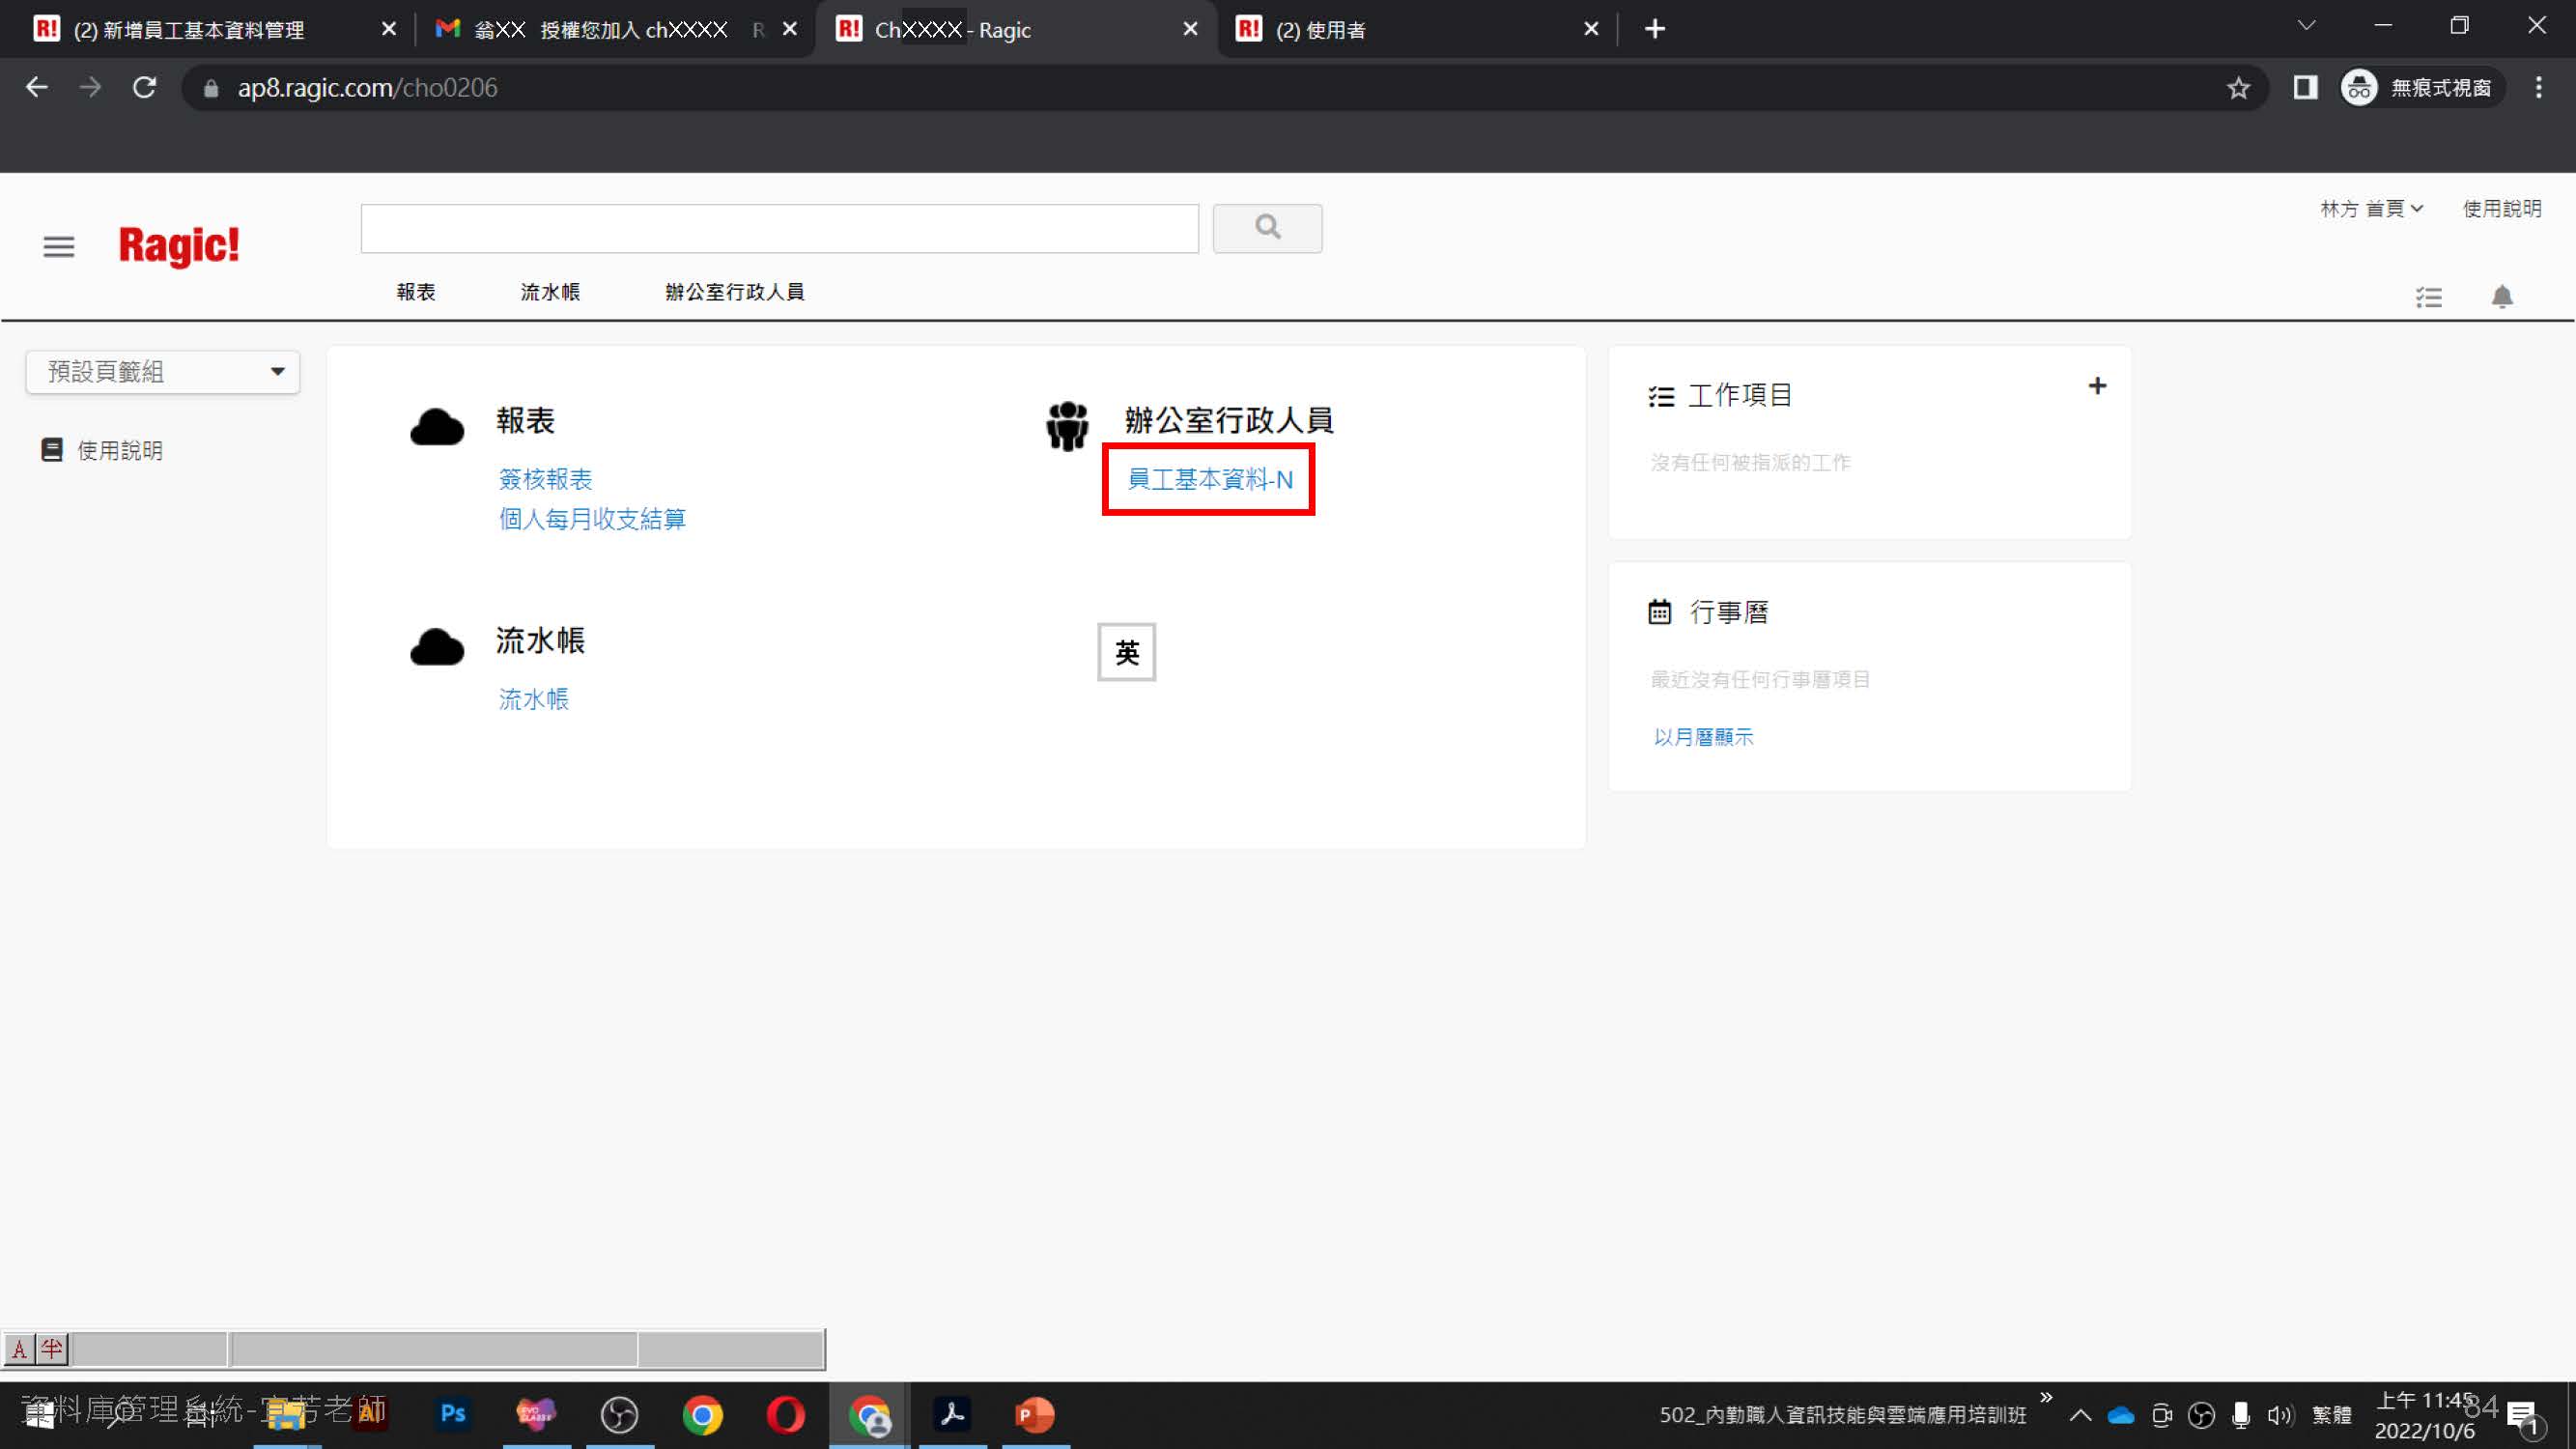 (2) 新增員工基本資料管理
翁XX 授權您加入 chXXXX R
ChXXXX - Ragic
(2) 使用者
ap8.ragic.com/cho0206
無痕式視窗
林方 首頁
使用說明
Ragic!
報表
流水帳
辦公室行政人員
預設頁籤組
使用說明
報表
簽核報表
個人每月收支結算
辦公室行政人員
員工基本資料-N
流水帳
流水帳
英
工作項目
沒有任何被指派的工作
行事曆
最近沒有任何行事曆項目
以月曆顯示
A 半
資料庫管理系統-宜芳老師
Ps
502_內勤職人資訊技能與雲端應用培訓班
繁體
上午 11:45
2022/10/6
84
1